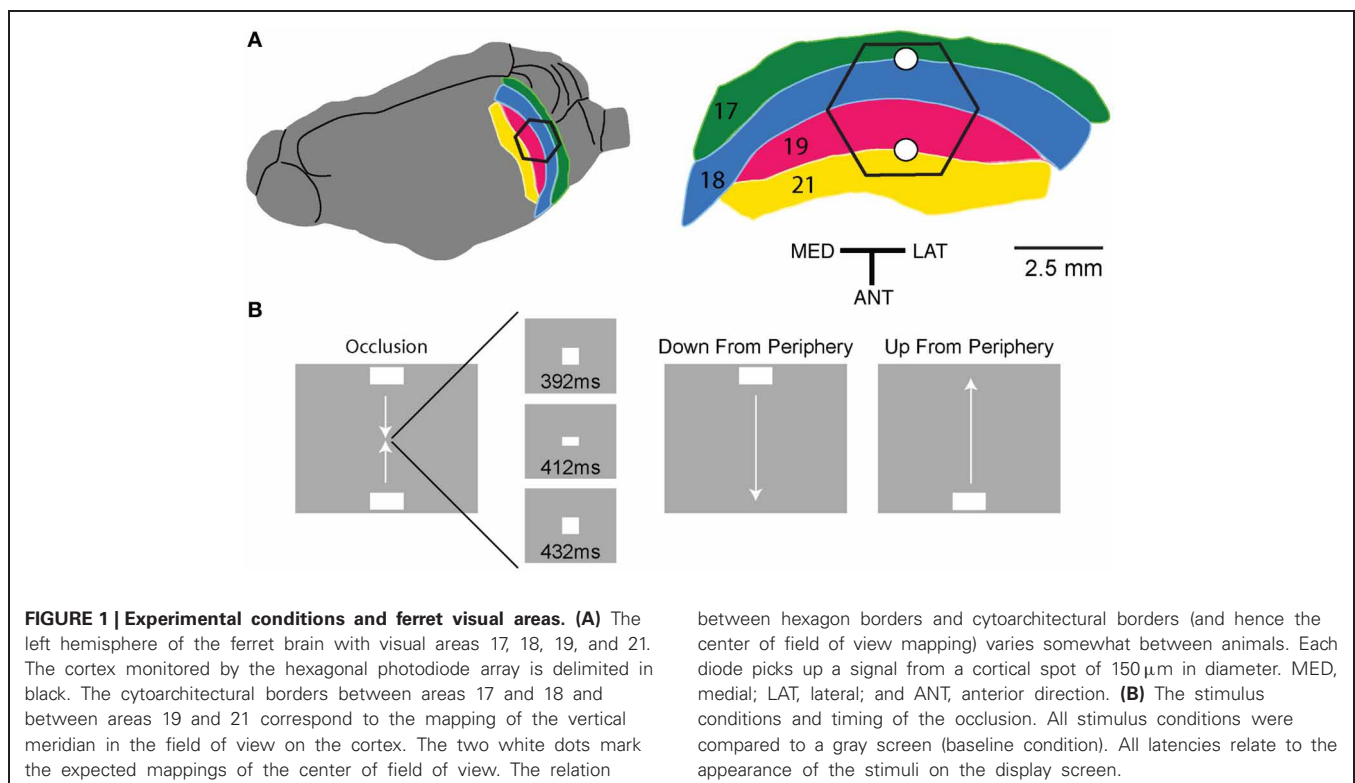 A
17
19
18
21
MED LAT
ANT
2.5 mm
B
Occlusion
392ms
412ms
432ms
Down From Periphery
Up From Periphery
FIGURE 1 | Experimental conditions and ferret visual areas. (A) The
left hemisphere of the ferret brain with visual areas 17, 18, 19, and 21.
The cortex monitored by the hexagonal photodiode array is delimited in
black. The cytoarchitectural borders between areas 17 and 18 and
between areas 19 and 21 correspond to the mapping of the vertical
meridian in the field of view on the cortex. The two white dots mark
the expected mappings of the center of field of view. The relation
between hexagon borders and cytoarchitectural borders (and hence the
center of field of view mapping) varies somewhat between animals. Each
diode picks up a signal from a cortical spot of 150 μm in diameter. MED,
medial; LAT, lateral; and ANT, anterior direction. (B) The stimulus
conditions and timing of the occlusion. All stimulus conditions were
compared to a gray screen (baseline condition). All latencies relate to the
appearance of the stimuli on the display screen.